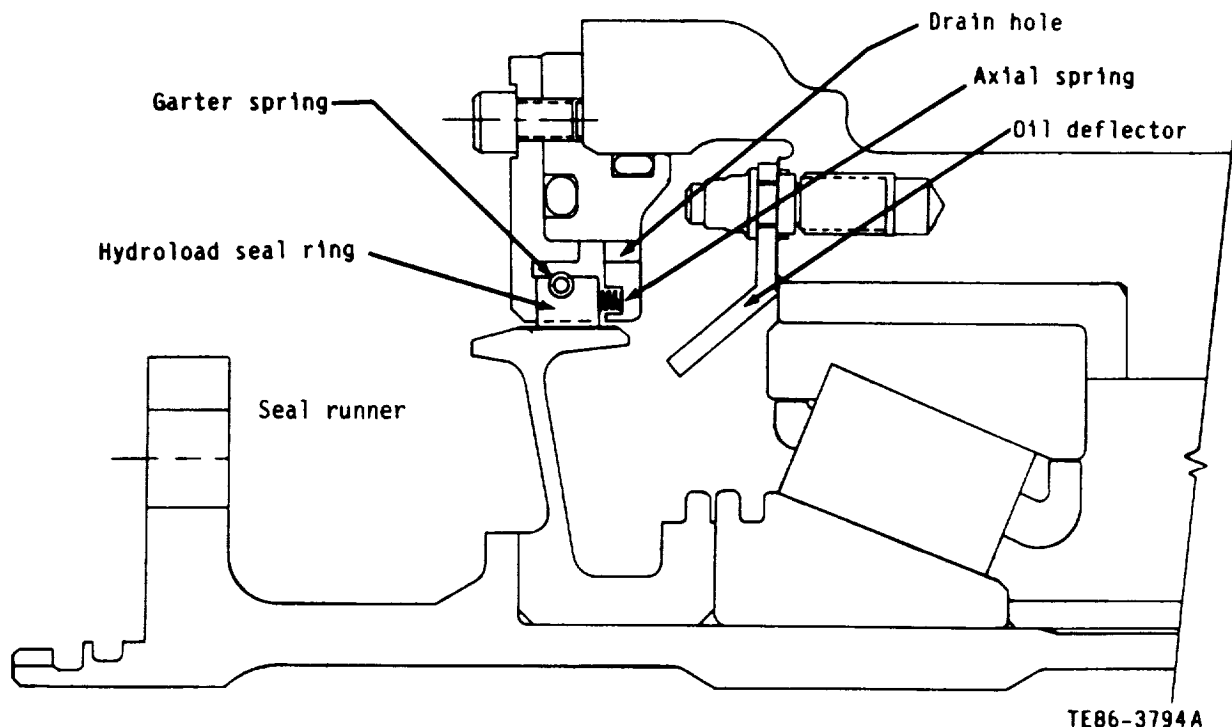 Drain hole
Axial spring
Garter spring
Oil deflector
Hydroload seal ring
Seal runner
TE86-3794A